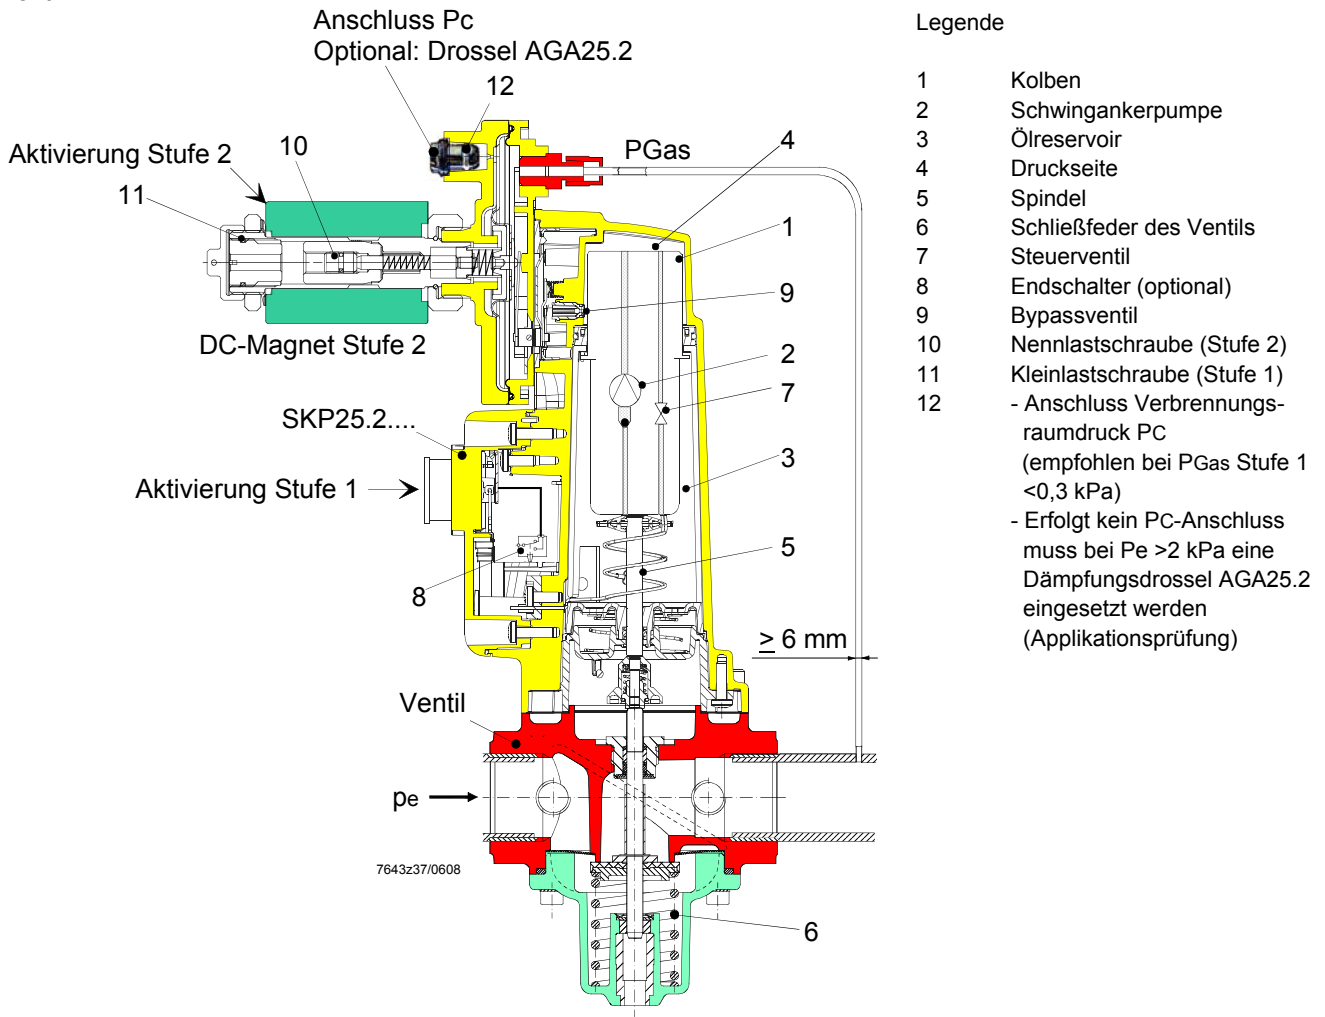 Anschluss Pc
Optional: Drossel AGA25.2
12
Aktivierung Stufe 2
10
11
PGas
4
1
9
DC-Magnet Stufe 2
2
7
SKP25.2....
3
Aktivierung Stufe 1
5
8
≥ 6 mm
Ventil
pe
7643z37/0608
6
Legende
1 Kolben
2 Schwingankerpumpe
3 Ölreservoir
4 Druckseite
5 Spindel
6 Schließfeder des Ventils
7 Steuerventil
8 Endschalter (optional)
9 Bypassventil
10 Nennlastschraube (Stufe 2)
11 Kleinlastschraube (Stufe 1)
12 - Anschluss Verbrennungs-
raumdruck PC
(empfohlen bei PGas Stufe 1
<0,3 kPa)
- Erfolgt kein PC-Anschluss
muss bei Pe >2 kPa eine
Dämpfungsdrossel AGA25.2
eingesetzt werden
(Applikationsprüfung)